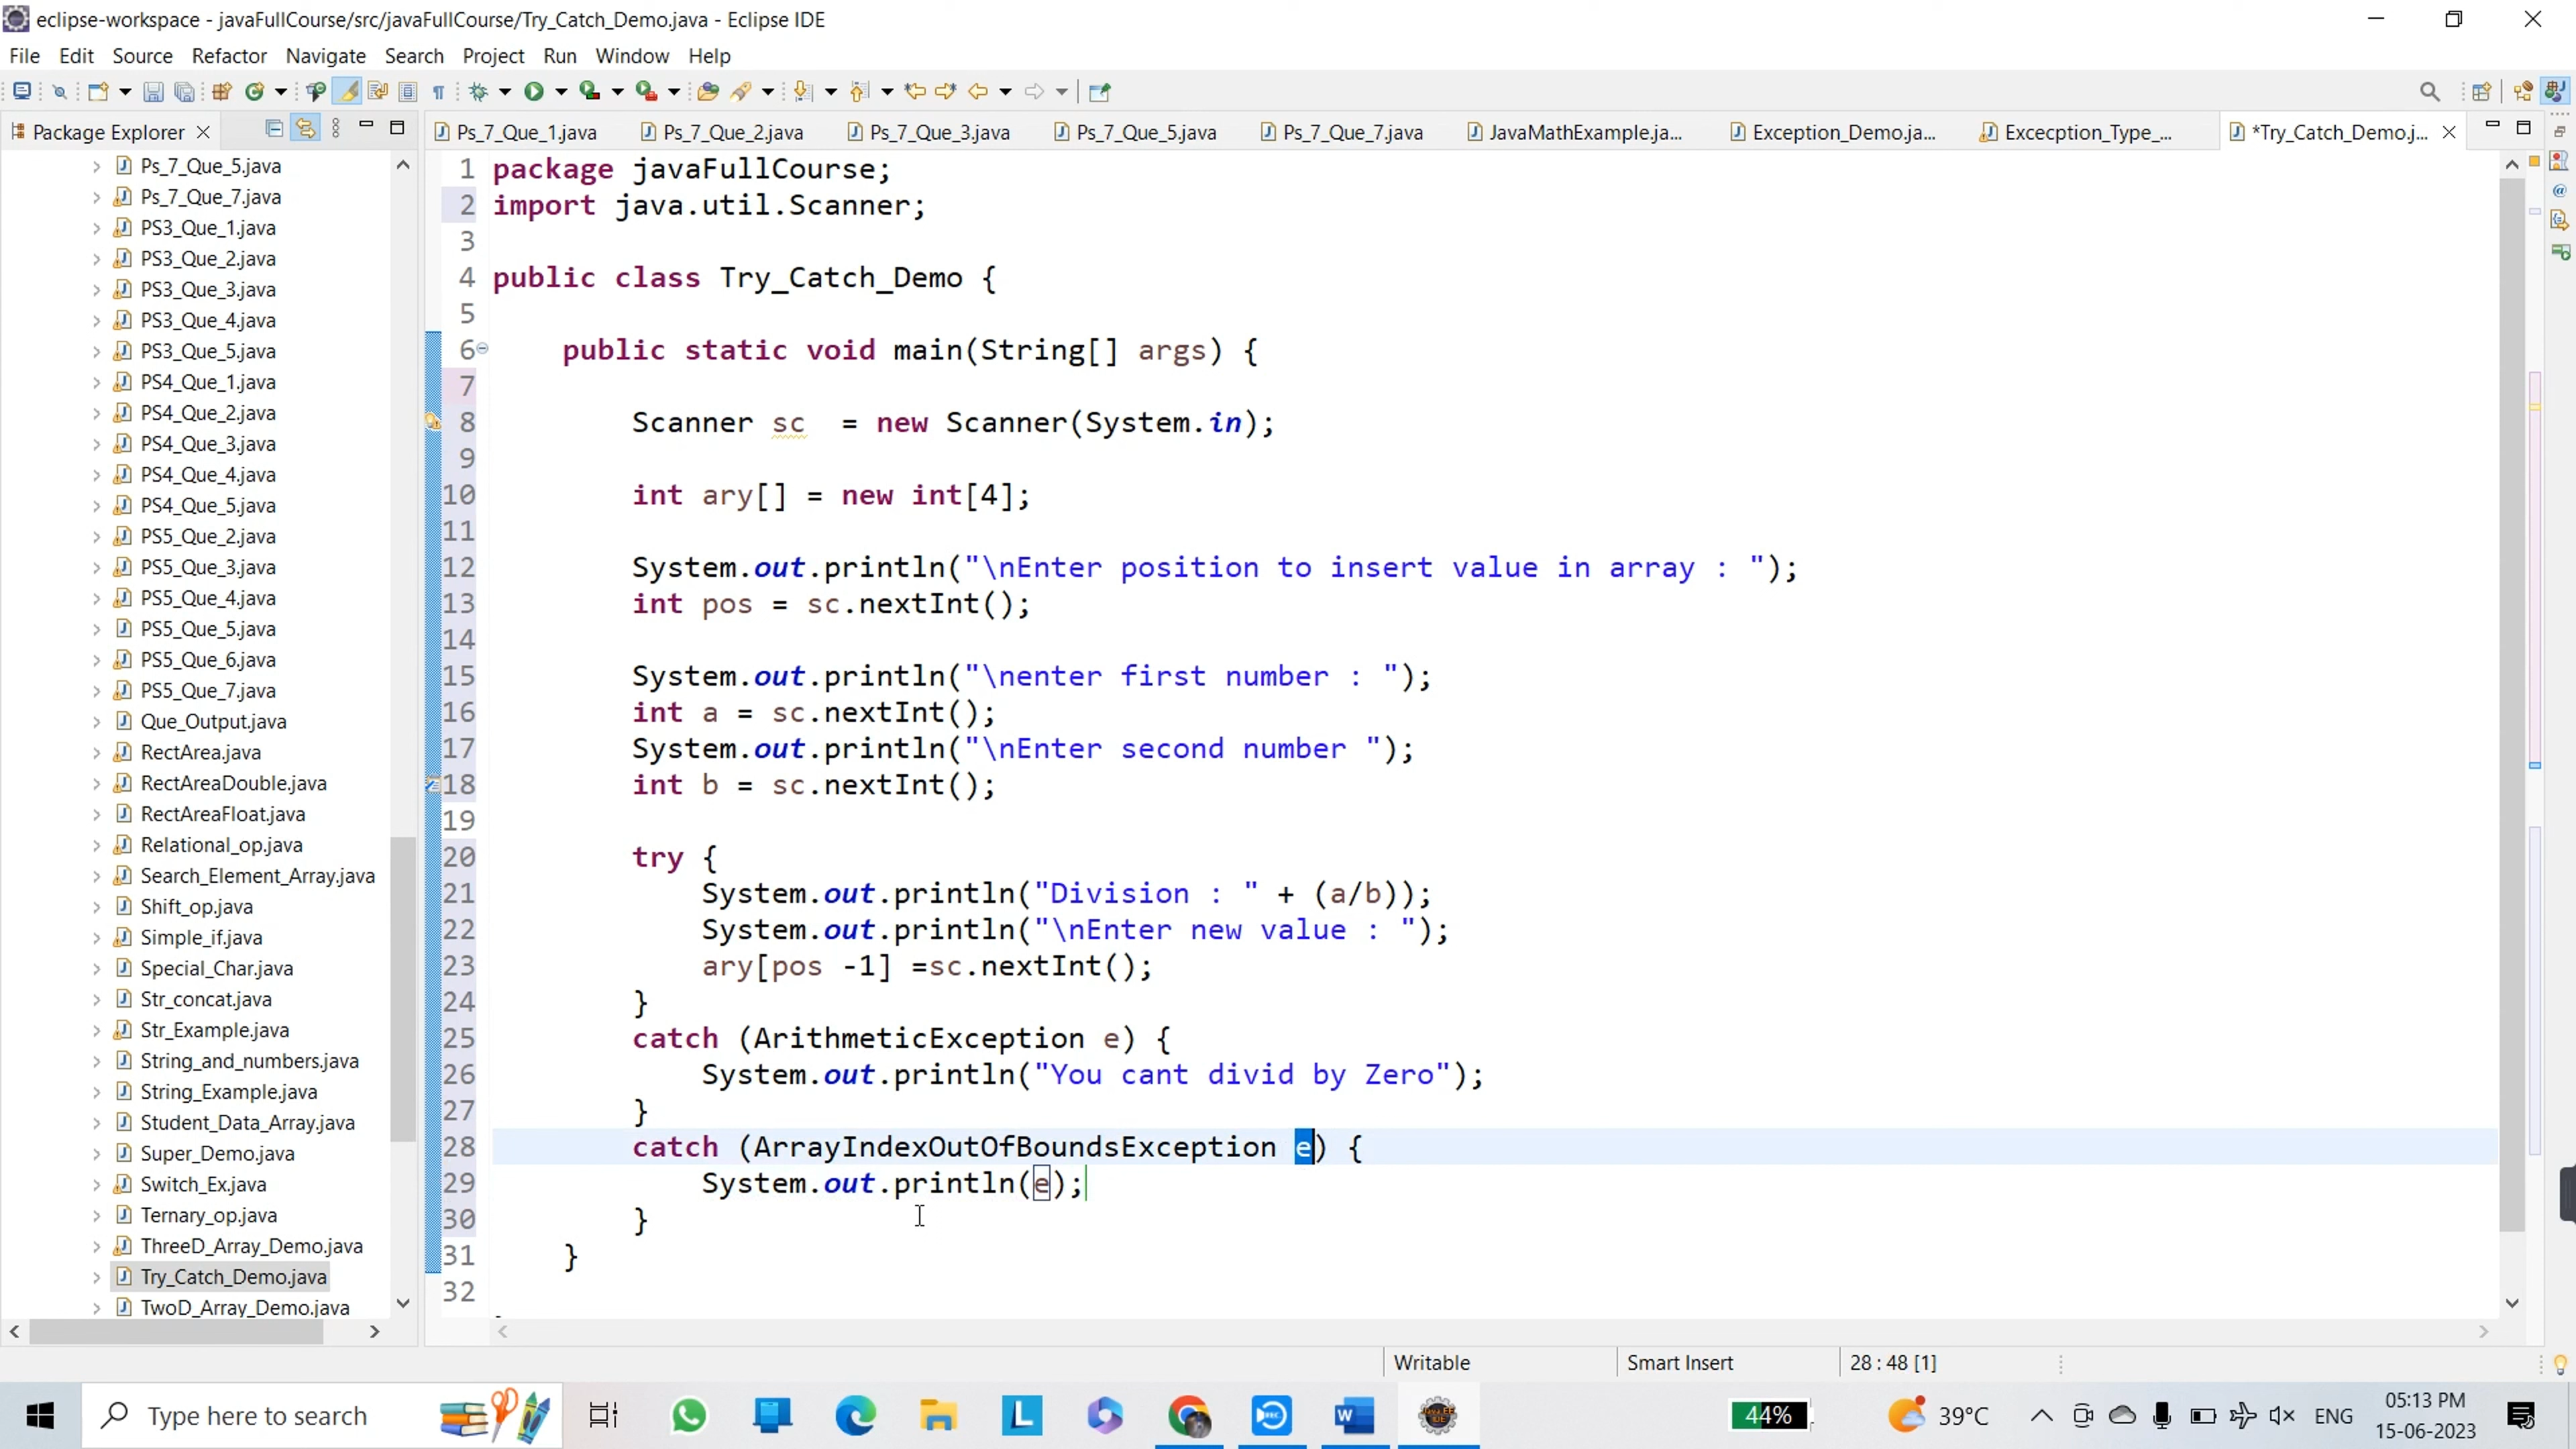 eclipse-workspace - javaFullCourse/src/javaFullCourse/Try_Catch_Demo.java - Eclipse IDE
File Edit Source Refactor Navigate Search Project Run Window Help
Package Explorer
Ps_7_Que_1.java Ps_7_Que_2.java Ps_7_Que_3.java Ps_7_Que_5.java Ps_7_Que_7.java JavaMathExample.ja... Exception_Demo.ja... Excecption_Type_... *Try_Catch_Demo.j...
Ps_7_Que_5.java
Ps_7_Que_7.java
PS3_Que_1.java
PS3_Que_2.java
PS3_Que_3.java
PS3_Que_4.java
PS3_Que_5.java
PS4_Que_1.java
PS4_Que_2.java
PS4_Que_3.java
PS4_Que_4.java
PS4_Que_5.java
PS5_Que_2.java
PS5_Que_3.java
PS5_Que_4.java
PS5_Que_5.java
PS5_Que_6.java
PS5_Que_7.java
Que_Output.java
RectArea.java
RectAreaDouble.java
RectAreaFloat.java
Relational_op.java
Search_Element_Array.java
Shift_op.java
Simple_if.java
Special_Char.java
Str_concat.java
Str_Example.java
String_and_numbers.java
String_Example.java
Student_Data_Array.java
Super_Demo.java
Switch_Ex.java
Ternary_op.java
ThreeD_Array_Demo.java
Try_Catch_Demo.java
TwoD_Array_Demo.java
1 package javaFullCourse;
2 import java.util.Scanner;
3
4 public class Try_Catch_Demo {
5
6 public static void main(String[] args) {
7
8 Scanner sc  = new Scanner(System.in);
9
10 int ary[] = new int[4];
11
12 System.out.println("\nEnter position to insert value in array : ");
13 int pos = sc.nextInt();
14
15 System.out.println("\nenter first number : ");
16 int a = sc.nextInt();
17 System.out.println("\nEnter second number ");
18 int b = sc.nextInt();
19
20 try {
21 System.out.println("Division : " + (a/b));
22 System.out.println("\nEnter new value : ");
23 ary[pos -1] =sc.nextInt();
24 }
25 catch (ArithmeticException e) {
26 System.out.println("You cant divid by Zero");
27 }
28 catch (ArrayIndexOutOfBoundsException e) {
29 System.out.println(e);
30 }
31 }
32
Writable Smart Insert 28 : 48 [1]
Type here to search
44% 39°C ENG 05:13 PM
15-06-2023